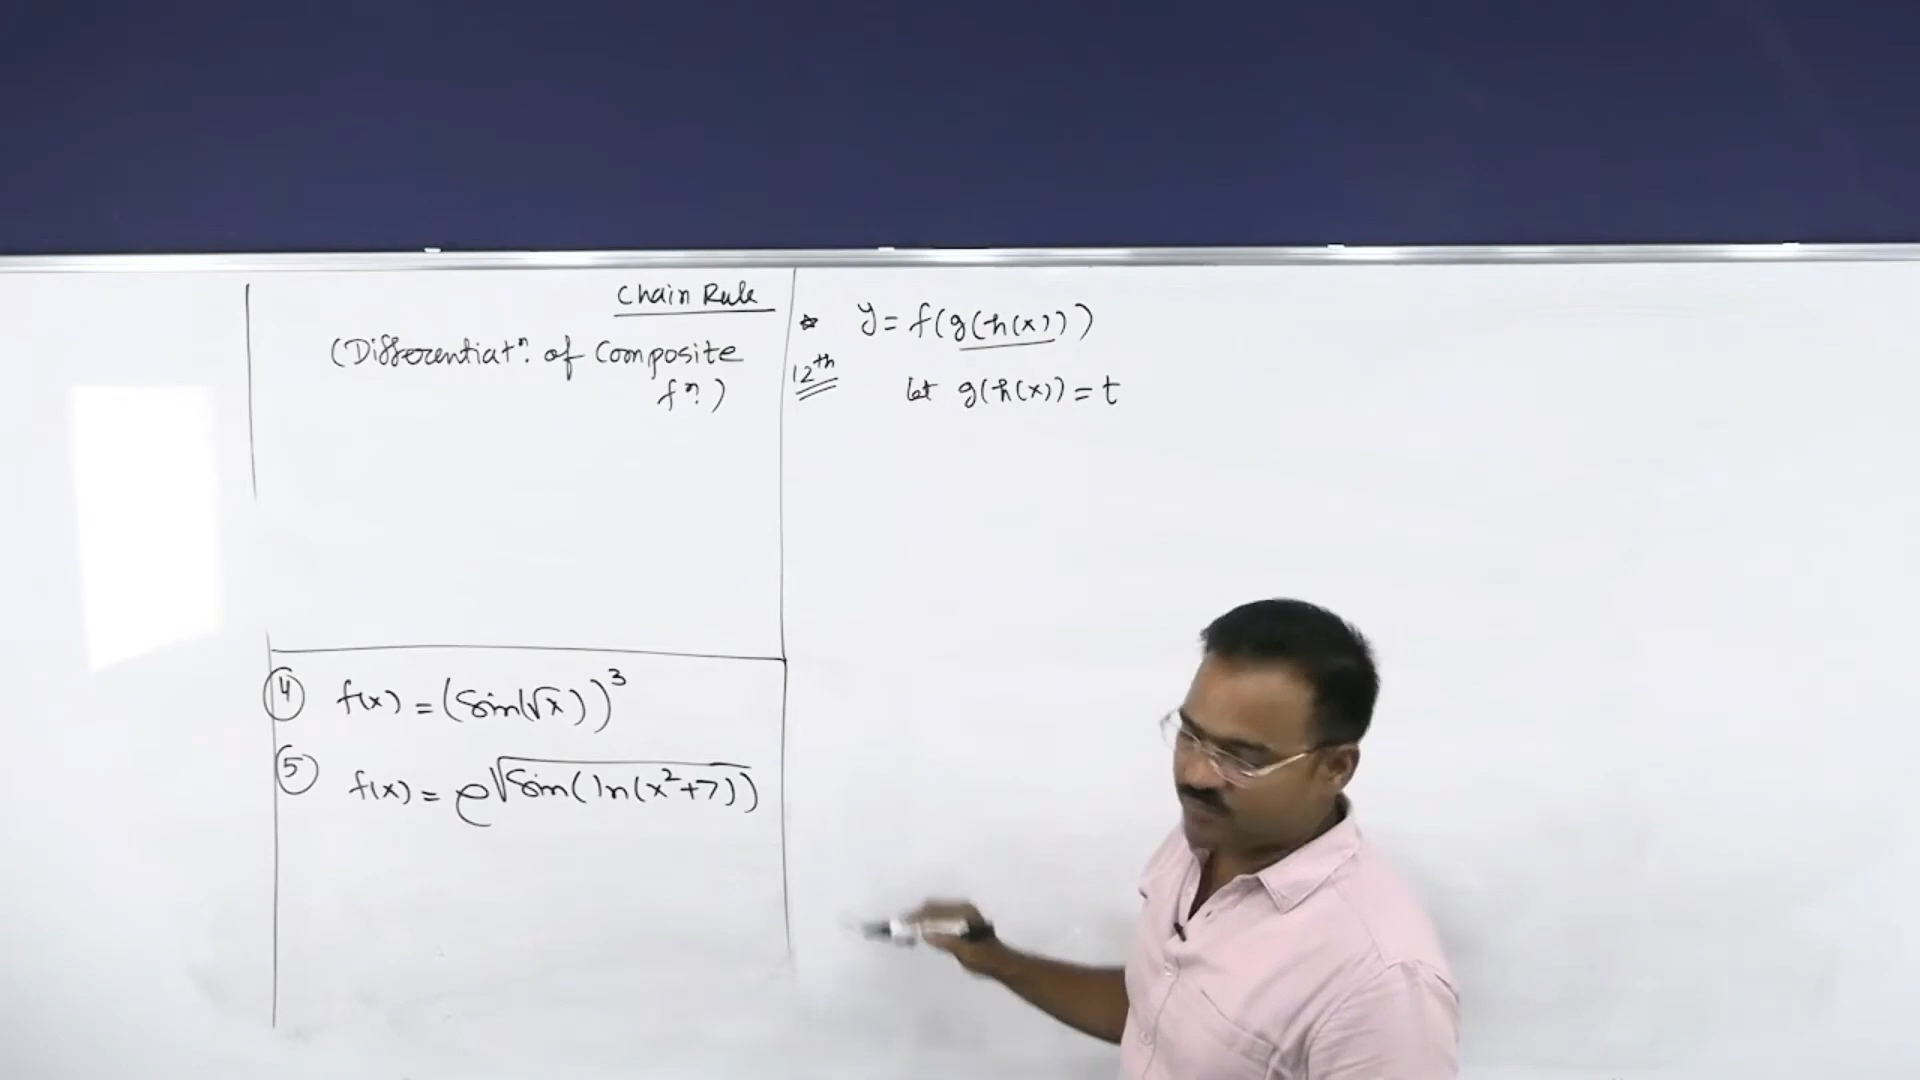 Chain Rule
(Differentiatⁿ. of Composite
fⁿ.)
④ f(x) = (Sin(√x))³
⑤ f(x) = e^√(Sin(ln(x²+7)))
* y = f(g(h(x)))
12th
let g(h(x)) = t